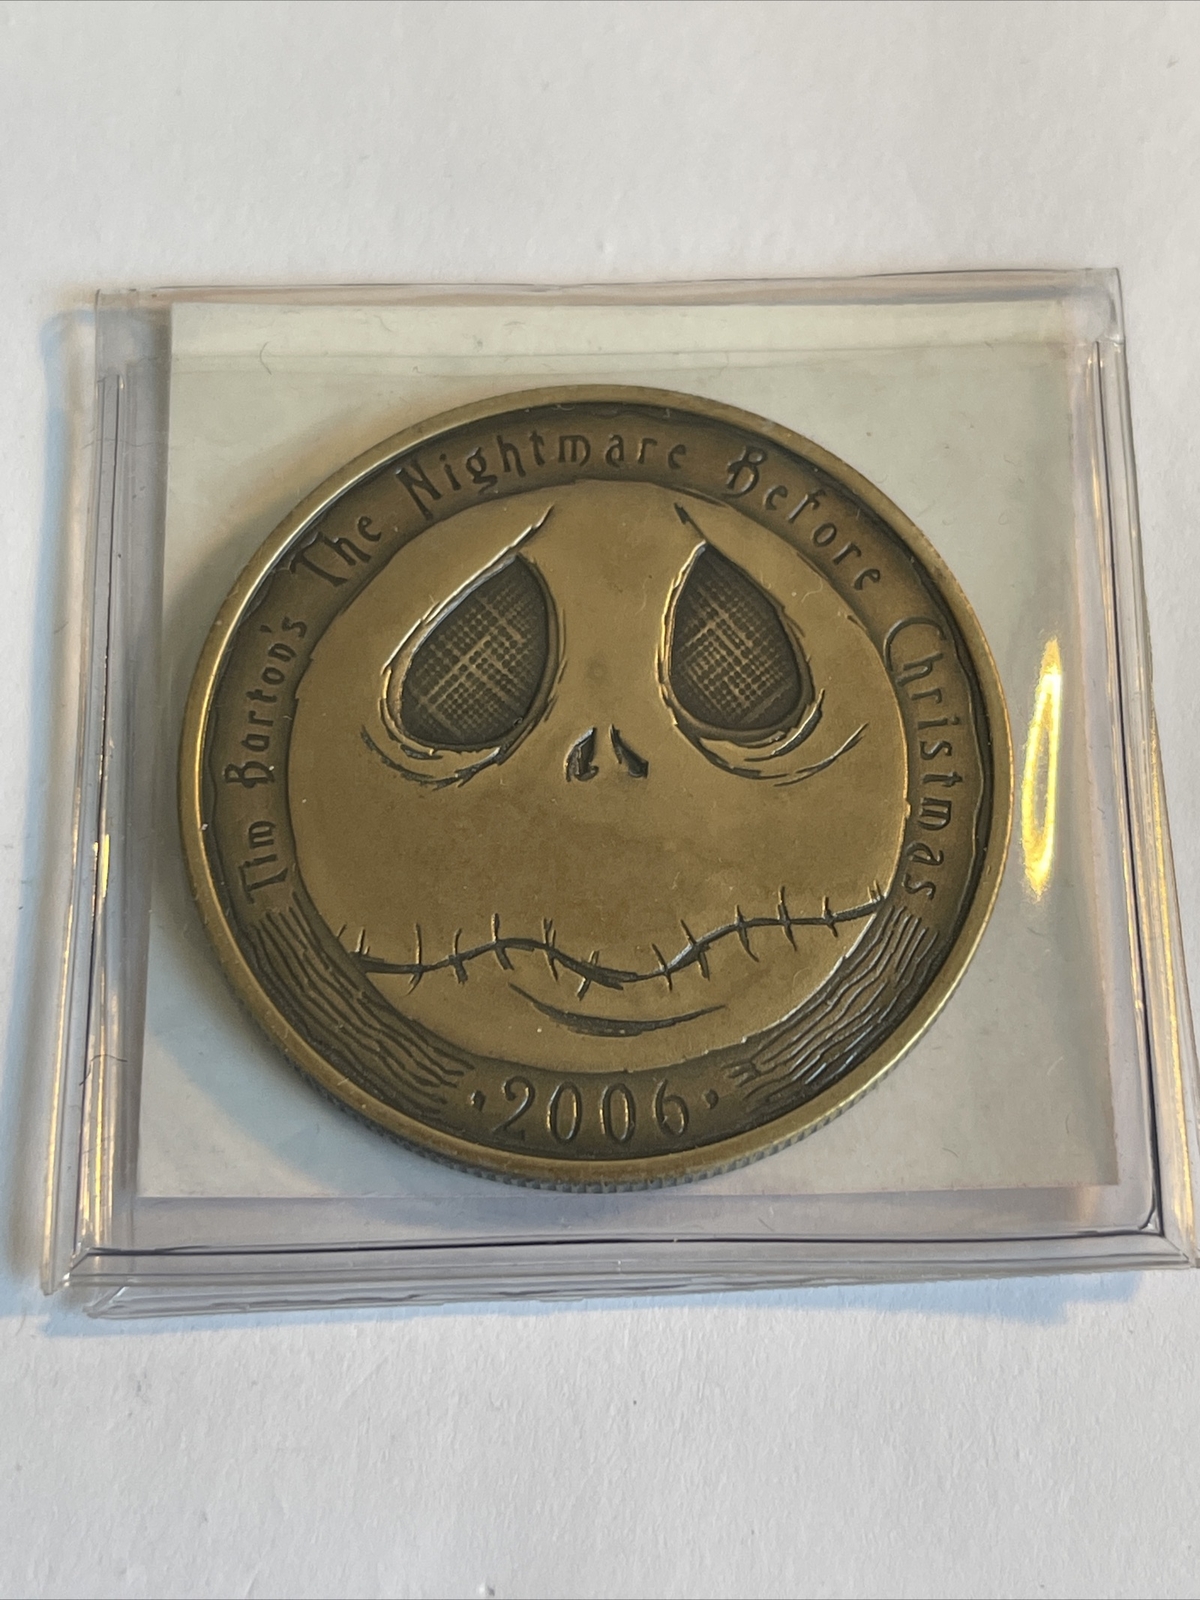 Tim Burton's The Nightmare Before Christmas
·2006·